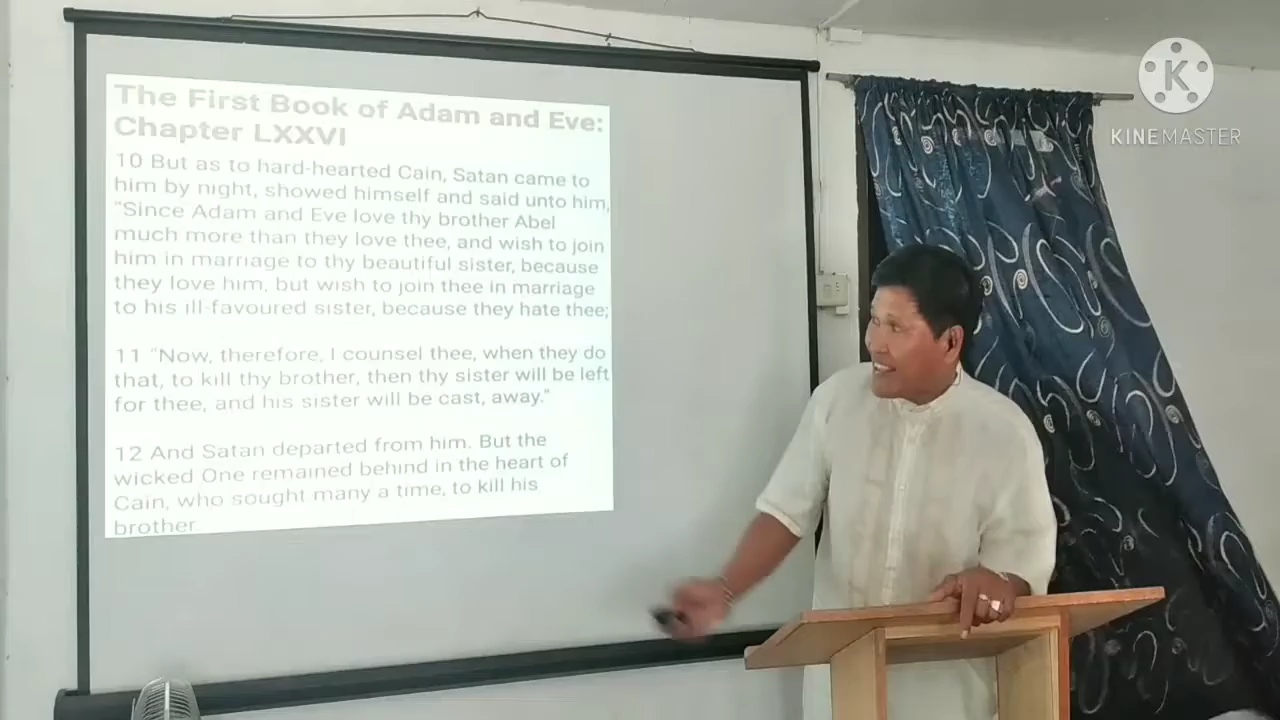 The First Book of Adam and Eve:
Chapter LXXVI
10 But as to hard-hearted Cain, Satan came to
him by night, showed himself and said unto him,
"Since Adam and Eve love thy brother Abel
much more than they love thee, and wish to join
him in marriage to thy beautiful sister, because
they love him, but wish to join thee in marriage
to his ill-favoured sister, because they hate thee;
11 "Now, therefore, I counsel thee, when they do
that, to kill thy brother, then thy sister will be left
for thee, and his sister will be cast, away."
12 And Satan departed from him. But the
wicked One remained behind in the heart of
Cain, who sought many a time, to kill his
brother
K
KINEMASTER